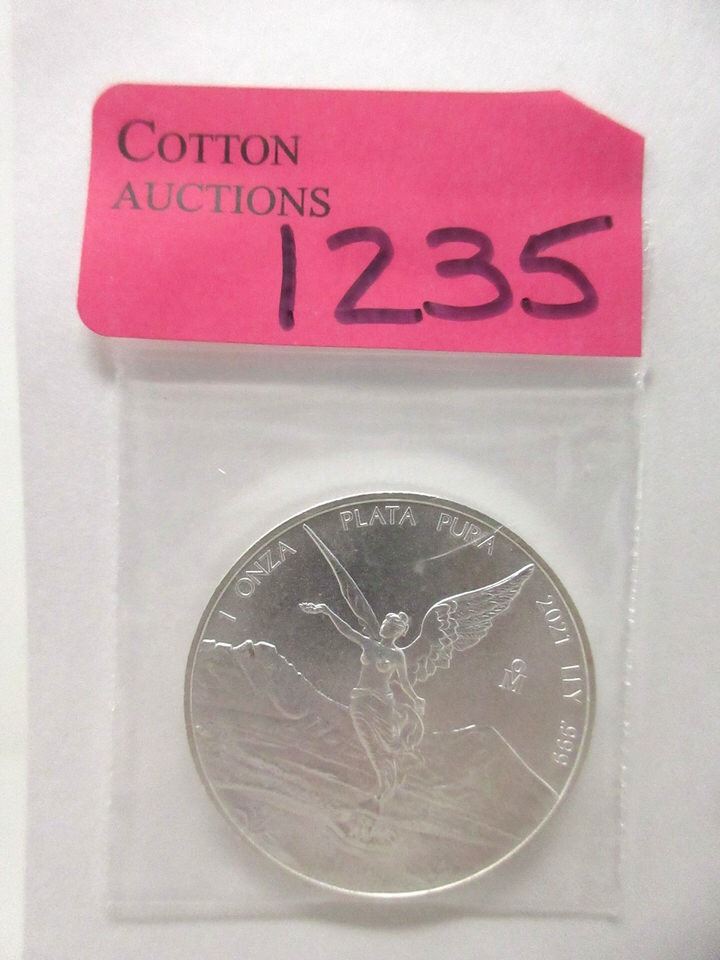 COTTON
AUCTIONS
1235
1 ONZA PLATA PURA 2021 LEY .999
M°